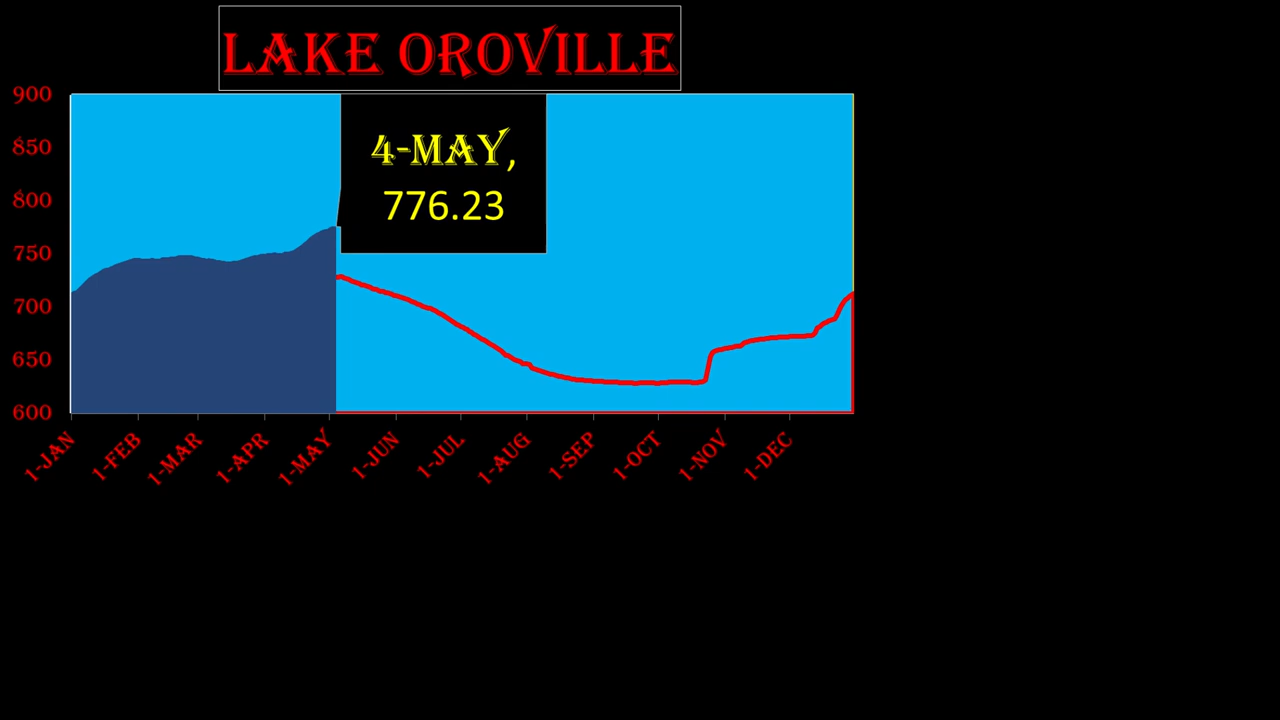 LAKE OROVILLE
4-MAY,
776.23
900
850
800
750
700
650
600
1-JAN
1-FEB
1-MAR
1-APR
1-MAY
1-JUN
1-JUL
1-AUG
1-SEP
1-OCT
1-NOV
1-DEC